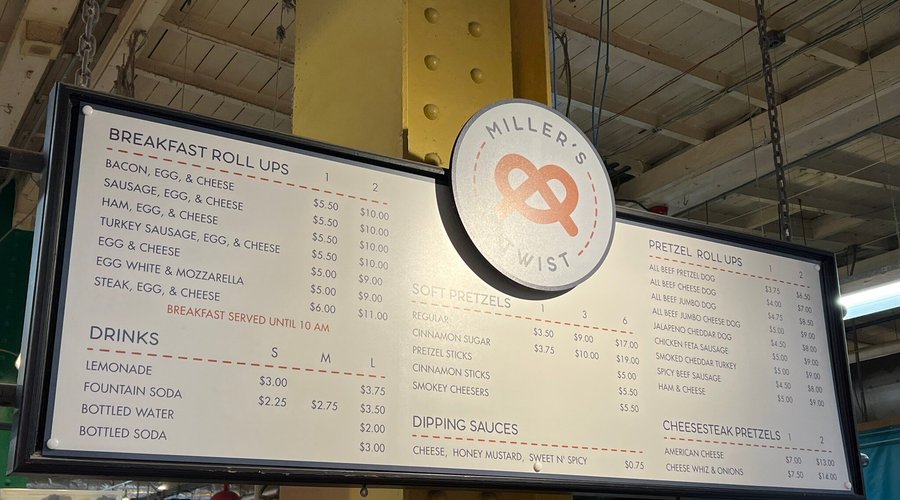 MILLER'S
TWIST
BREAKFAST ROLL UPS 1 2
BACON, EGG, & CHEESE $5.50 $10.00
SAUSAGE, EGG, & CHEESE $5.50 $10.00
HAM, EGG, & CHEESE $5.50 $10.00
TURKEY SAUSAGE, EGG, & CHEESE $5.50 $10.00
EGG & CHEESE $5.00 $9.00
EGG WHITE & MOZZARELLA $5.00 $9.00
STEAK, EGG, & CHEESE $6.00 $11.00
BREAKFAST SERVED UNTIL 10 AM
DRINKS S M L
LEMONADE $3.00 $3.75
FOUNTAIN SODA $2.25 $2.75 $3.50
BOTTLED WATER $2.00
BOTTLED SODA $3.00
SOFT PRETZELS 1 3 6
REGULAR $3.50 $9.00 $17.00
CINNAMON SUGAR $3.75 $10.00 $19.00
PRETZEL STICKS $5.00
CINNAMON STICKS $5.50
SMOKEY CHEESERS $5.50
DIPPING SAUCES
CHEESE, HONEY MUSTARD, SWEET N' SPICY $0.75
PRETZEL ROLL UPS 1 2
ALL BEEF PRETZEL DOG $3.75 $6.50
ALL BEEF CHEESE DOG $4.00 $7.00
ALL BEEF JUMBO DOG $4.75 $8.50
ALL BEEF JUMBO CHEESE DOG $5.00 $9.00
JALAPENO CHEDDAR DOG $4.50 $8.00
CHICKEN FETA SAUSAGE $5.00 $9.00
SMOKED CHEDDAR TURKEY $5.00 $9.00
SPICY BEEF SAUSAGE $4.50 $8.00
HAM & CHEESE $5.00 $9.00
CHEESESTEAK PRETZELS 1 2
AMERICAN CHEESE $7.00 $13.00
CHEESE WHIZ & ONIONS $7.50 $14.00